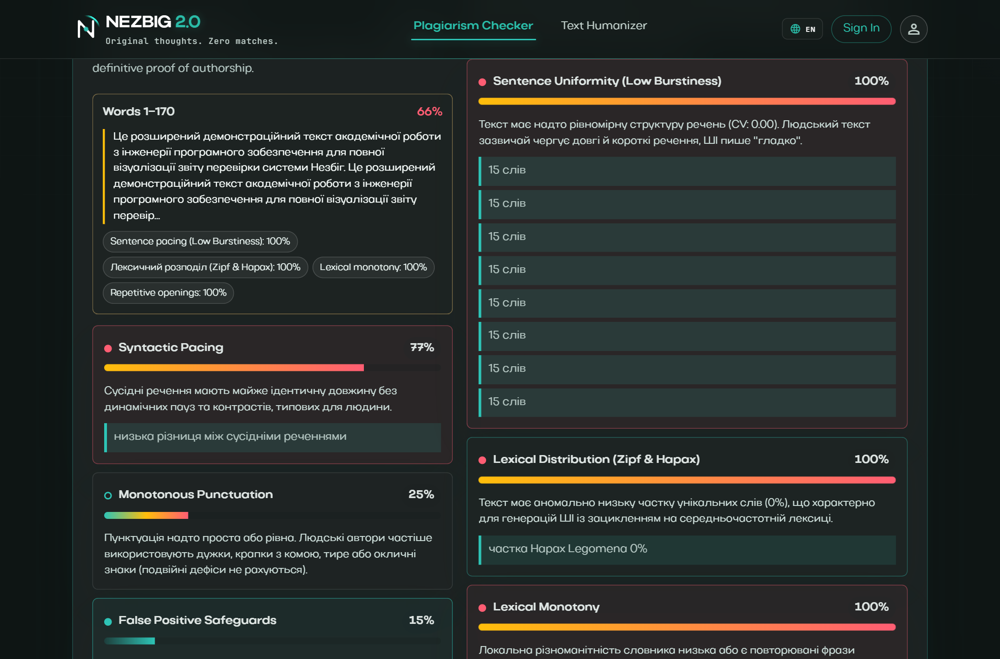 NEZBIG 2.0
Original thoughts. Zero matches.
Plagiarism Checker
Text Humanizer
EN
Sign In
definitive proof of authorship.
Words 1–170
66%
Це розширений демонстраційний текст академічної роботи
з інженерії програмного забезпечення для повної
візуалізації звіту перевірки системи Незбіг. Це розширений
демонстраційний текст академічної роботи з інженерії
програмного забезпечення для повної візуалізації звіту
перевір...
Sentence pacing (Low Burstiness): 100%
Лексичний розподіл (Zipf & Hapax): 100%
Lexical monotony: 100%
Repetitive openings: 100%
Syntactic Pacing
77%
Сусідні речення мають майже ідентичну довжину без
динамічних пауз та контрастів, типових для людини.
низька різниця між сусідніми реченнями
Monotonous Punctuation
25%
Пунктуація надто проста або рівна. Людські автори частіше
використовують дужки, крапки з комою, тире або окличні
знаки (подвійні дефіси не рахуються).
False Positive Safeguards
15%
Sentence Uniformity (Low Burstiness)
100%
Текст має надто рівномірну структуру речень (CV: 0.00). Людський текст
зазвичай чергує довгі й короткі речення, ШІ пише "гладко".
15 слів
15 слів
15 слів
15 слів
15 слів
15 слів
15 слів
15 слів
Lexical Distribution (Zipf & Hapax)
100%
Текст має аномально низьку частку унікальних слів (0%), що характерно
для генерацій ШІ із зацикленням на середньочастотній лексиці.
частка Hapax Legomena 0%
Lexical Monotony
100%
Локальна різноманітність словника низька або є повторювані фрази